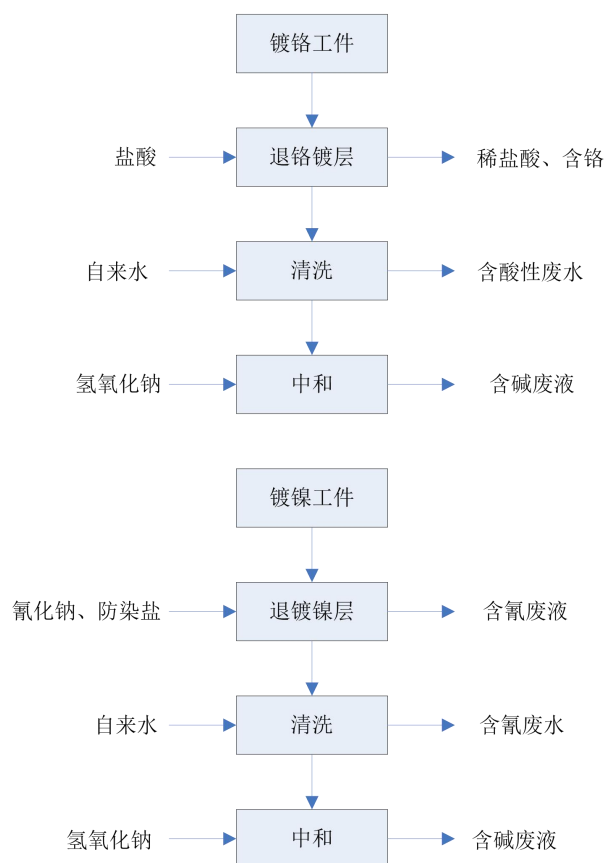 镀铬工件
盐酸
退铬镀层
稀盐酸、含铬
自来水
清洗
含酸性废水
氢氧化钠
中和
含碱废液
镀镍工件
氰化钠、防染盐
退镀镍层
含氰废液
自来水
清洗
含氰废水
氢氧化钠
中和
含碱废液